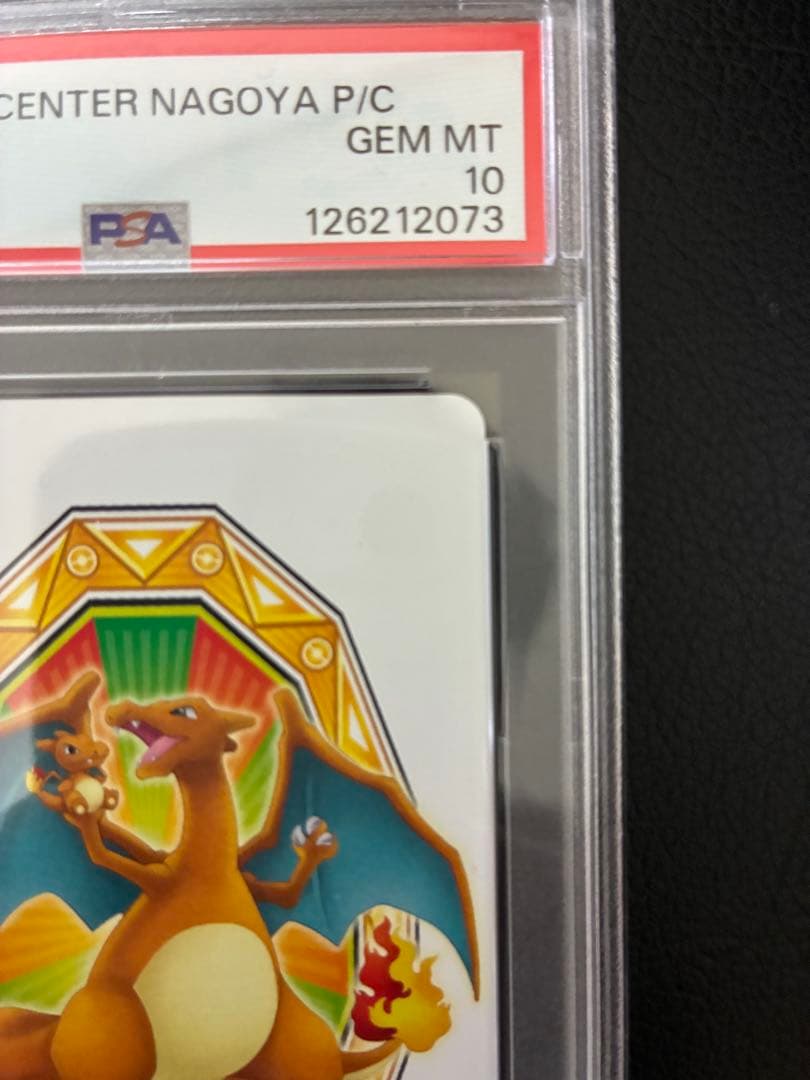 CENTER NAGOYA P/C
GEM MT
10
PSA
126212073